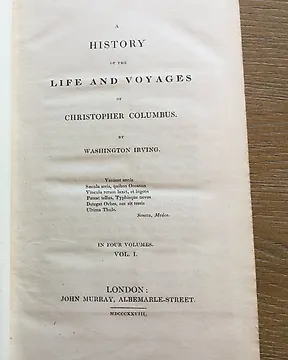 A
HISTORY
OF THE
LIFE AND VOYAGES
OF
CHRISTOPHER COLUMBUS.
BY
WASHINGTON IRVING.
Venient annis
Sæcula seris, quibus Oceanus
Vincula rerum laxet, et ingens
Pateat tellus, Typhisque novos
Detegat Orbes, nec sit terris
Ultima Thule.
Seneca, Medea.
IN FOUR VOLUMES.
VOL. I.
LONDON:
JOHN MURRAY, ALBEMARLE-STREET.
MDCCCXXVIII.